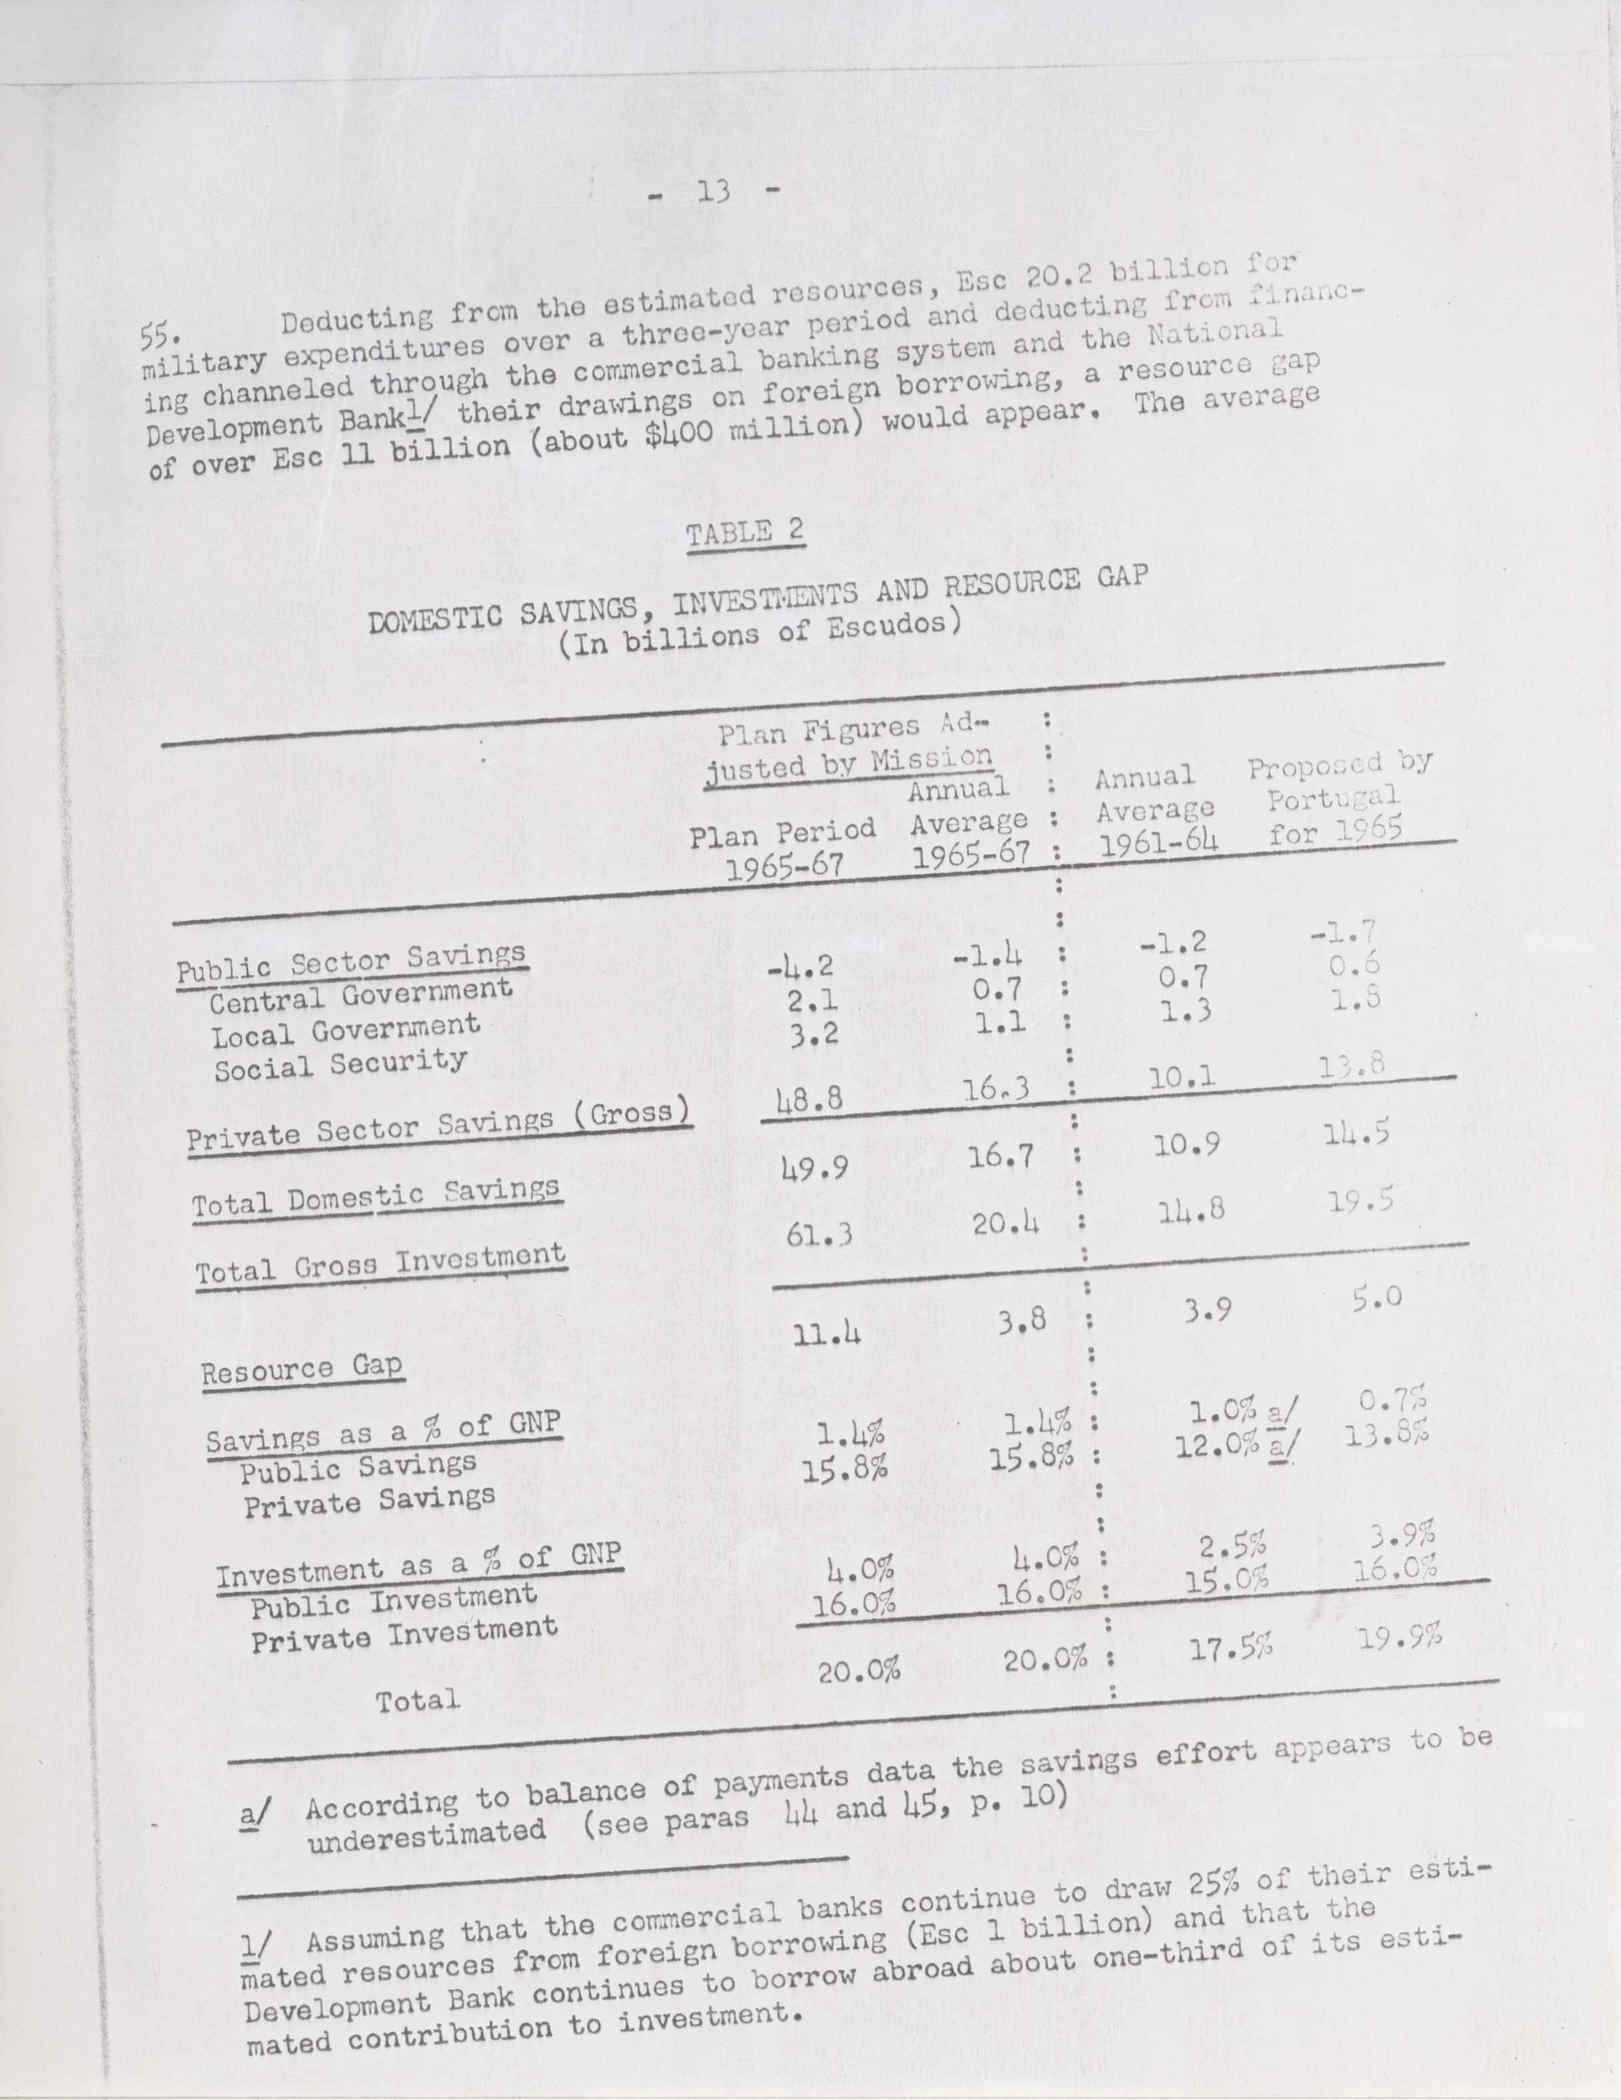 - 13 -
55. Deducting from the estimated resources, Esc 20.2 billion for
military expenditures over a three-year period and deducting from financ-
ing channeled through the commercial banking system and the National
Development Bank1/ their drawings on foreign borrowing, a resource gap
of over Esc 11 billion (about $400 million) would appear. The average
TABLE 2
DOMESTIC SAVINGS, INVESTMENTS AND RESOURCE GAP
(In billions of Escudos)
Plan Figures Ad- :
justed by Mission :
Annual : Annual Proposed by
Plan Period Average : Average Portugal
1965-67 1965-67 : 1961-64 for 1965
Public Sector Savings
Central Government -4.2 -1.4 : -1.2 -1.7
Local Government 2.1 0.7 : 0.7 0.6
Social Security 3.2 1.1 : 1.3 1.8
Private Sector Savings (Gross) 48.8 16.3 : 10.1 13.8
Total Domestic Savings 49.9 16.7 : 10.9 14.5
Total Gross Investment 61.3 20.4 : 14.8 19.5
Resource Gap 11.4 3.8 : 3.9 5.0
Savings as a % of GNP
Public Savings 1.4% 1.4% : 1.0% a/ 0.7%
Private Savings 15.8% 15.8% : 12.0% a/ 13.8%
Investment as a % of GNP
Public Investment 4.0% 4.0% : 2.5% 3.9%
Private Investment 16.0% 16.0% : 15.0% 16.0%
Total 20.0% 20.0% : 17.5% 19.9%
a/ According to balance of payments data the savings effort appears to be
underestimated (see paras 44 and 45, p. 10)
1/ Assuming that the commercial banks continue to draw 25% of their esti-
mated resources from foreign borrowing (Esc 1 billion) and that the
Development Bank continues to borrow abroad about one-third of its esti-
mated contribution to investment.